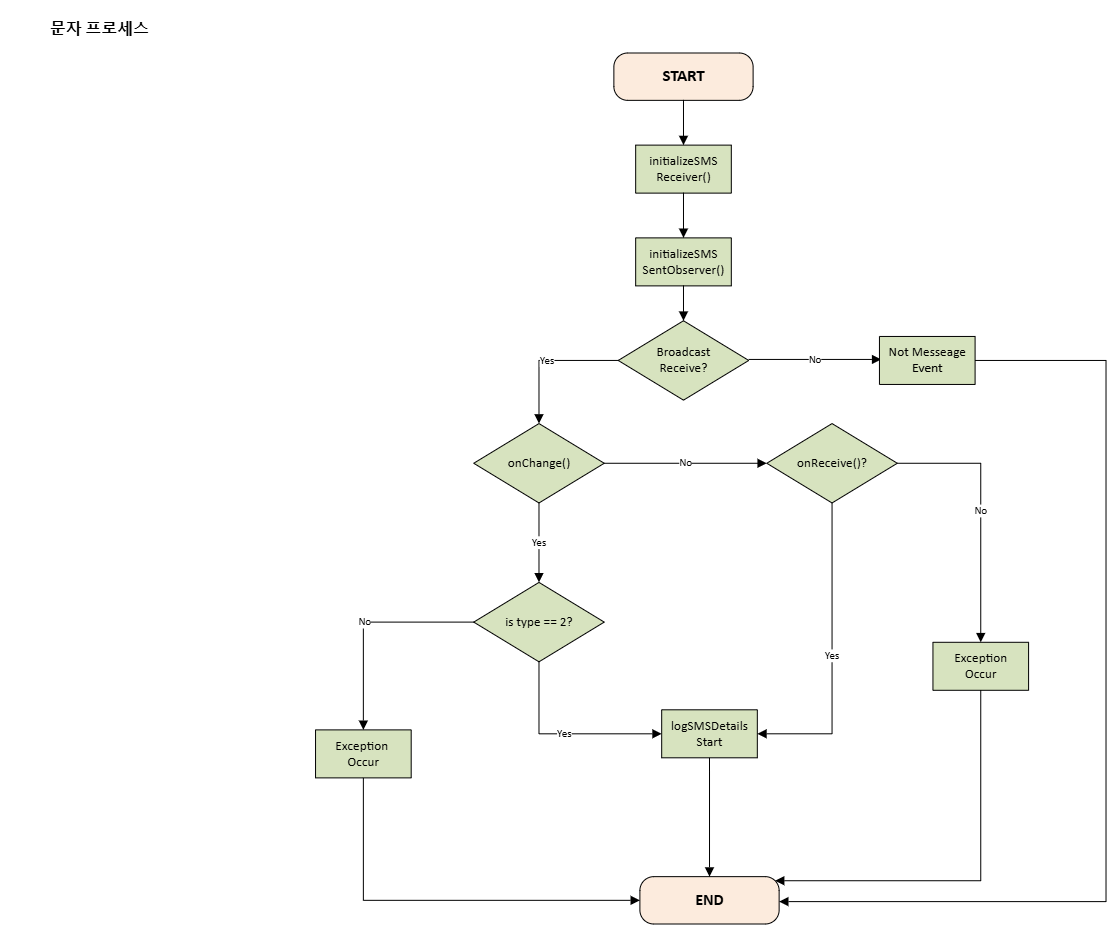 문자 프로세스
START
initializeSMS
Receiver()
initializeSMS
SentObserver()
Broadcast
Receive?
Yes
No
Not Messeage
Event
onChange()
No
onReceive()?
No
Yes
is type == 2?
No
Yes
Exception
Occur
logSMSDetails
Start
Yes
Exception
Occur
END